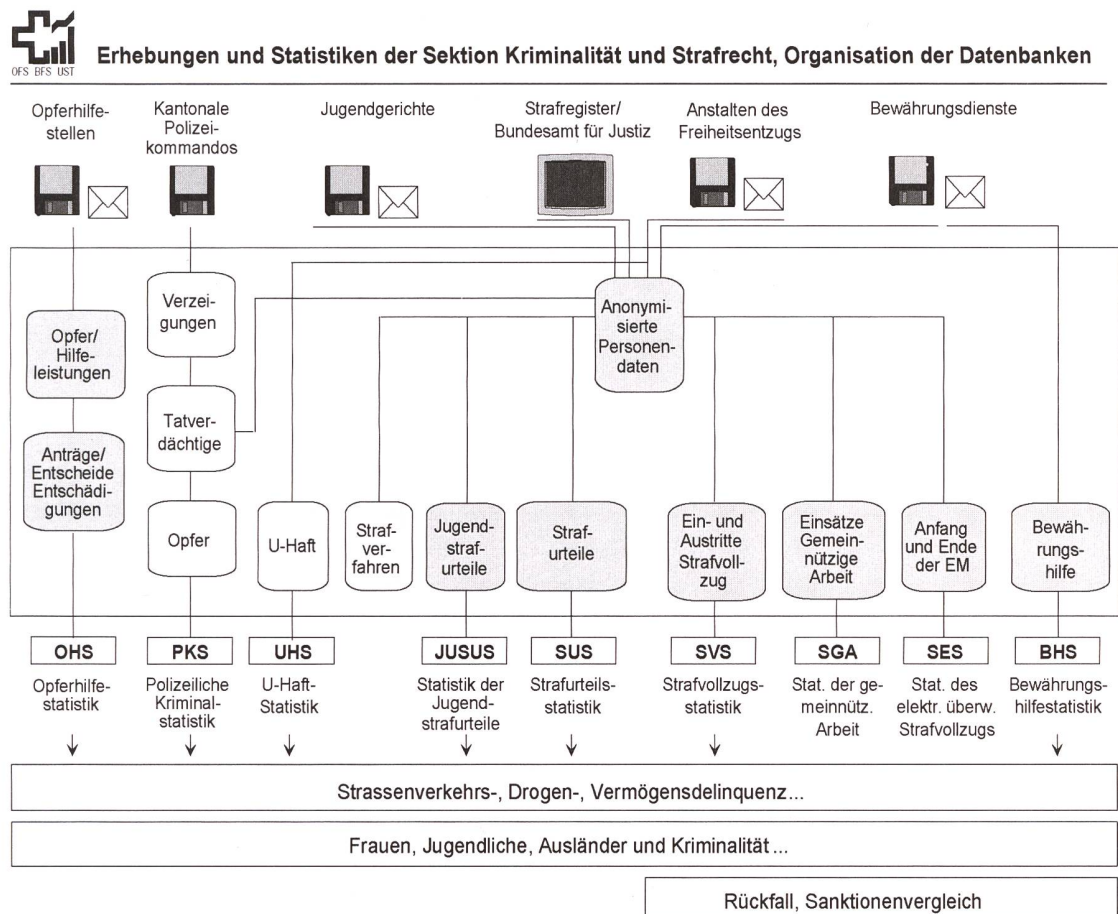 OFS BFS UST
Erhebungen und Statistiken der Sektion Kriminalität und Strafrecht, Organisation der Datenbanken
Opferhilfe-
stellen
Kantonale
Polizei-
kommandos
Jugendgerichte
Strafregister/
Bundesamt für Justiz
Anstalten des
Freiheitsentzugs
Bewährungsdienste
Opfer/
Hilfe-
leistungen
Anträge/
Entscheide
Entschädi-
gungen
Verzei-
gungen
Tatver-
dächtige
Opfer
Anonymi-
sierte
Personen-
daten
U-Haft
Straf-
ver-
fahren
Jugend-
straf-
urteile
Straf-
urteile
Ein- und
Austritte
Strafvoll-
zug
Einsätze
Gemein-
nützige
Arbeit
Anfang
und Ende
der EM
Bewäh-
rungs-
hilfe
OHS
Opferhilfe-
statistik
PKS
Polizeiliche
Kriminal-
statistik
UHS
U-Haft-
Statistik
JUSUS
Statistik der
Jugend-
strafurteile
SUS
Strafurteils-
statistik
SVS
Strafvollzugs-
statistik
SGA
Stat. der ge-
meinnütz.
Arbeit
SES
Stat. des
elektr. überw.
Strafvollzugs
BHS
Bewährungs-
hilfestatistik
Strassenverkehrs-, Drogen-, Vermögensdelinquenz...
Frauen, Jugendliche, Ausländer und Kriminalität ...
Rückfall, Sanktionenvergleich